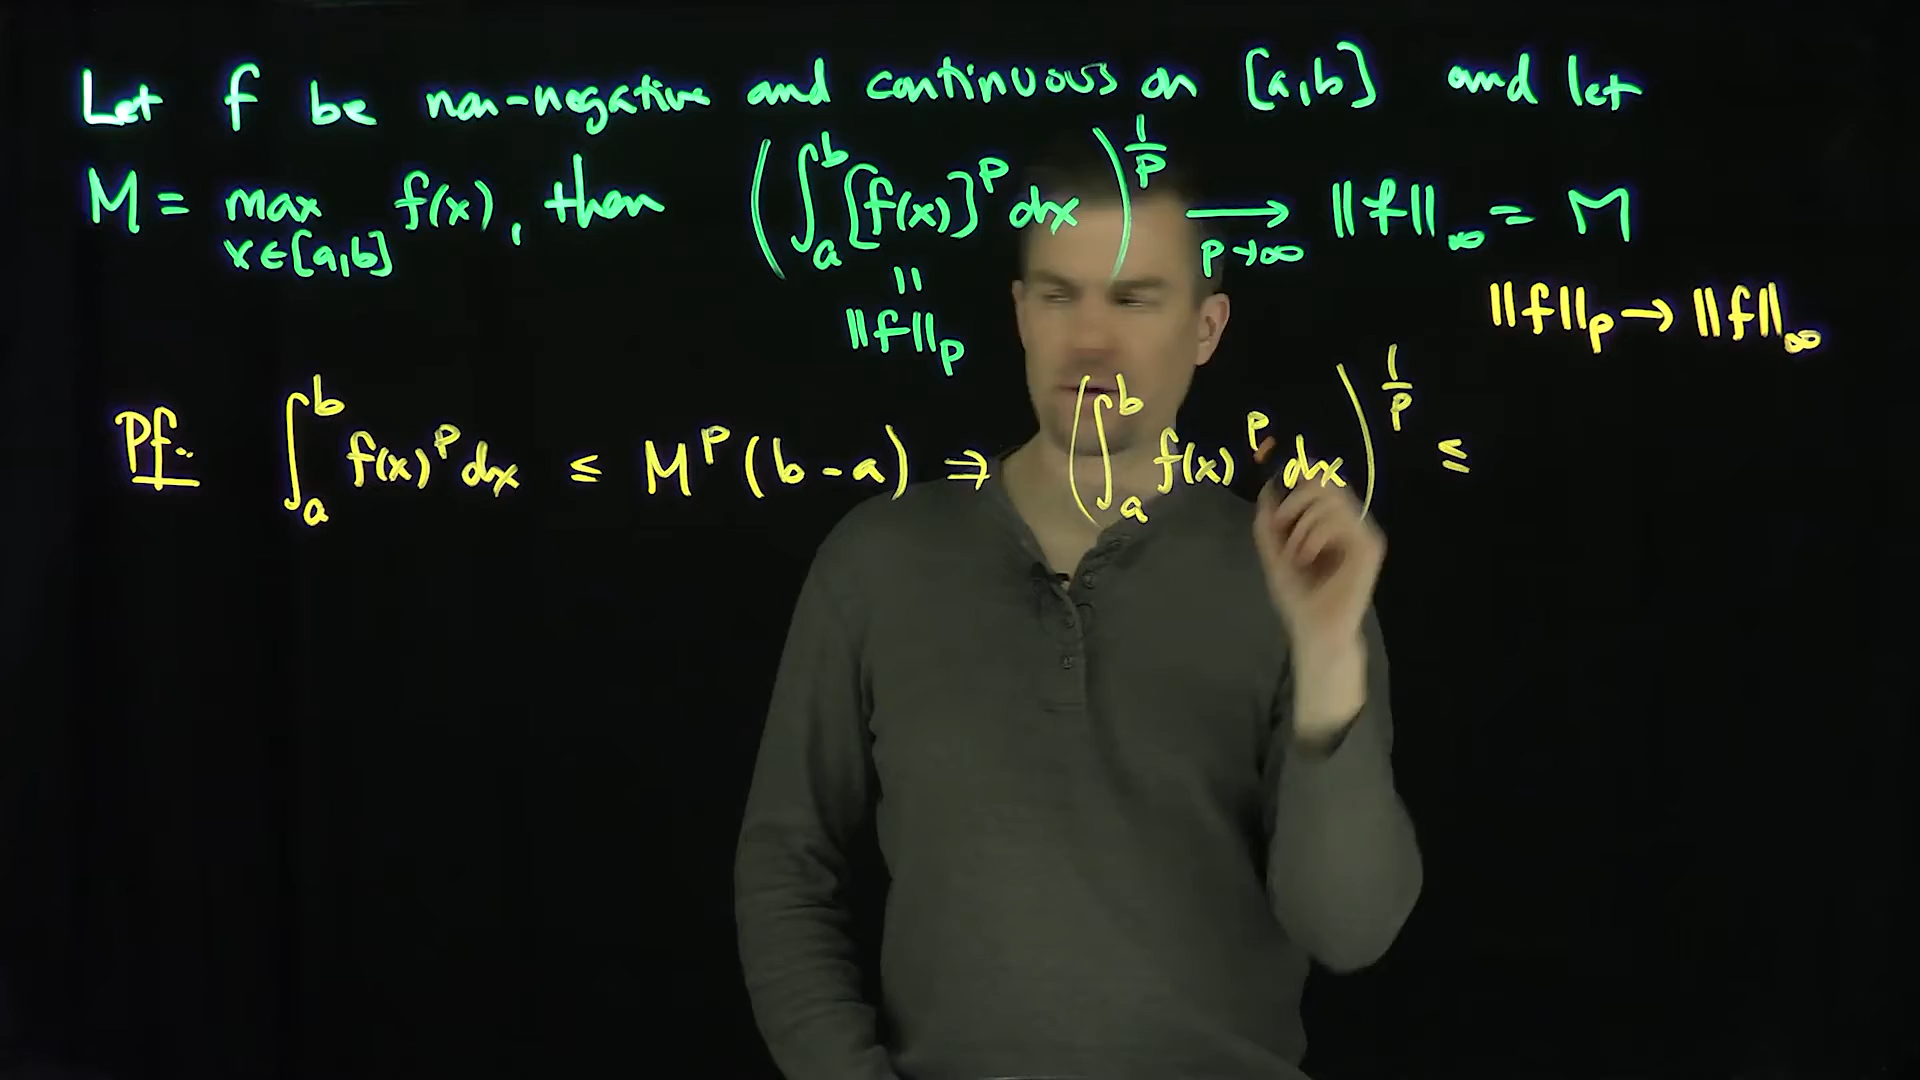 Let f be non-negative and continuous on [a,b] and let
M = max_{x∈[a,b]} f(x), then (∫_a^b [f(x)]^p dx)^{1/p} →_{p→∞} ‖f‖_∞ = M
‖
‖f‖_p
‖f‖_p → ‖f‖_∞
Pf. ∫_a^b f(x)^p dx ≤ M^p (b-a) ⇒ (∫_a^b f(x)^p dx)^{1/p} ≤